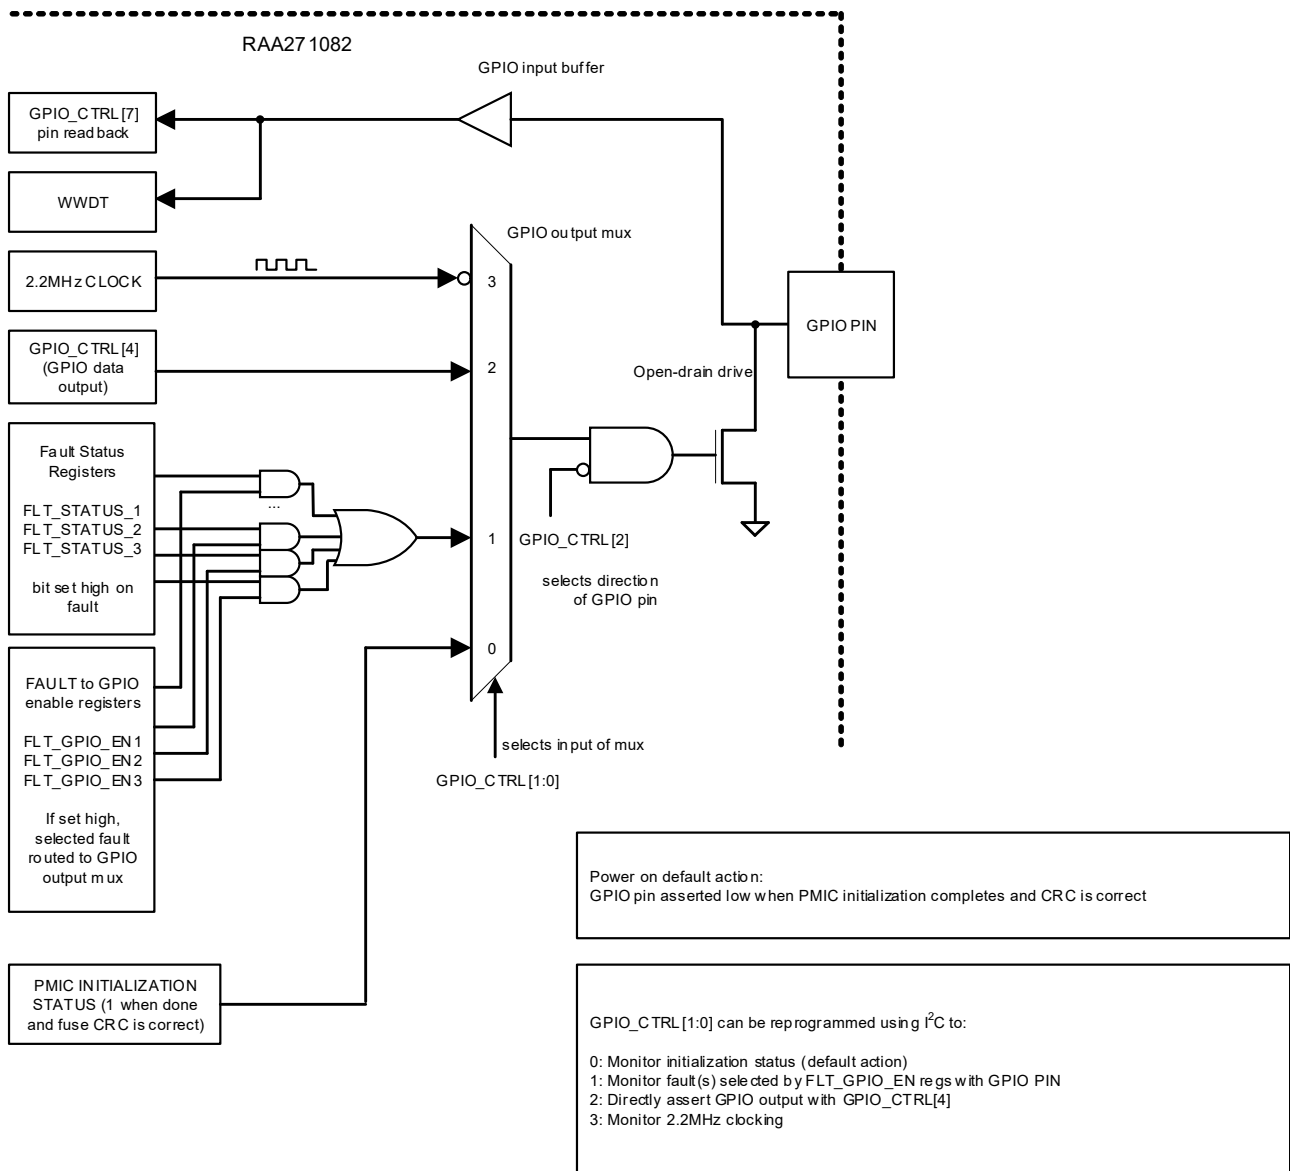 RAA271082
GPIO input buffer
GPIO_CTRL[7]
pin readback
WWDT
GPIO output mux
2.2MHz CLOCK
3
GPIO PIN
GPIO_CTRL[4]
(GPIO data
output)
2
Open-drain drive
Fault Status
Registers
FLT_STATUS_1
FLT_STATUS_2
FLT_STATUS_3
bit set high on
fault
...
1
GPIO_CTRL[2]
selects direction
of GPIO pin
0
FAULT to GPIO
enable registers
FLT_GPIO_EN1
FLT_GPIO_EN2
FLT_GPIO_EN3
If set high,
selected fault
routed to GPIO
output mux
selects input of mux
GPIO_CTRL[1:0]
Power on default action:
GPIO pin asserted low when PMIC initialization completes and CRC is correct
PMIC INITIALIZATION
STATUS (1 when done
and fuse CRC is correct)
GPIO_CTRL[1:0] can be reprogrammed using I²C to:
0: Monitor initialization status (default action)
1: Monitor fault(s) selected by FLT_GPIO_EN regs with GPIO PIN
2: Directly assert GPIO output with GPIO_CTRL[4]
3: Monitor 2.2MHz clocking